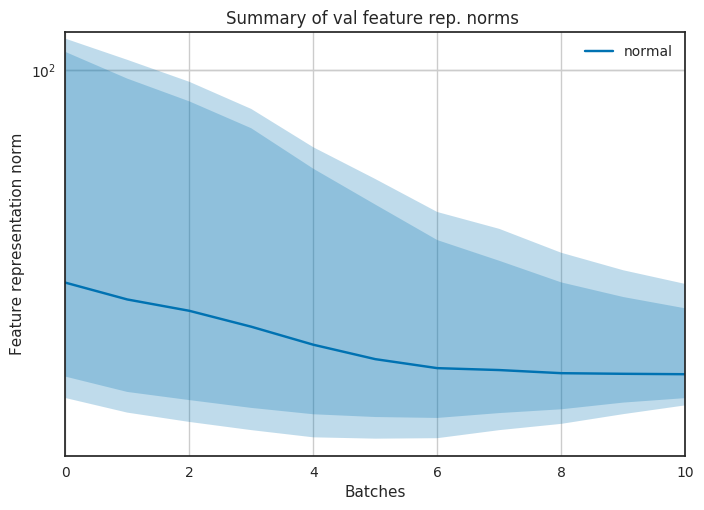 Summary of val feature rep. norms
normal
10²
Feature representation norm
0 2 4 6 8 10
Batches